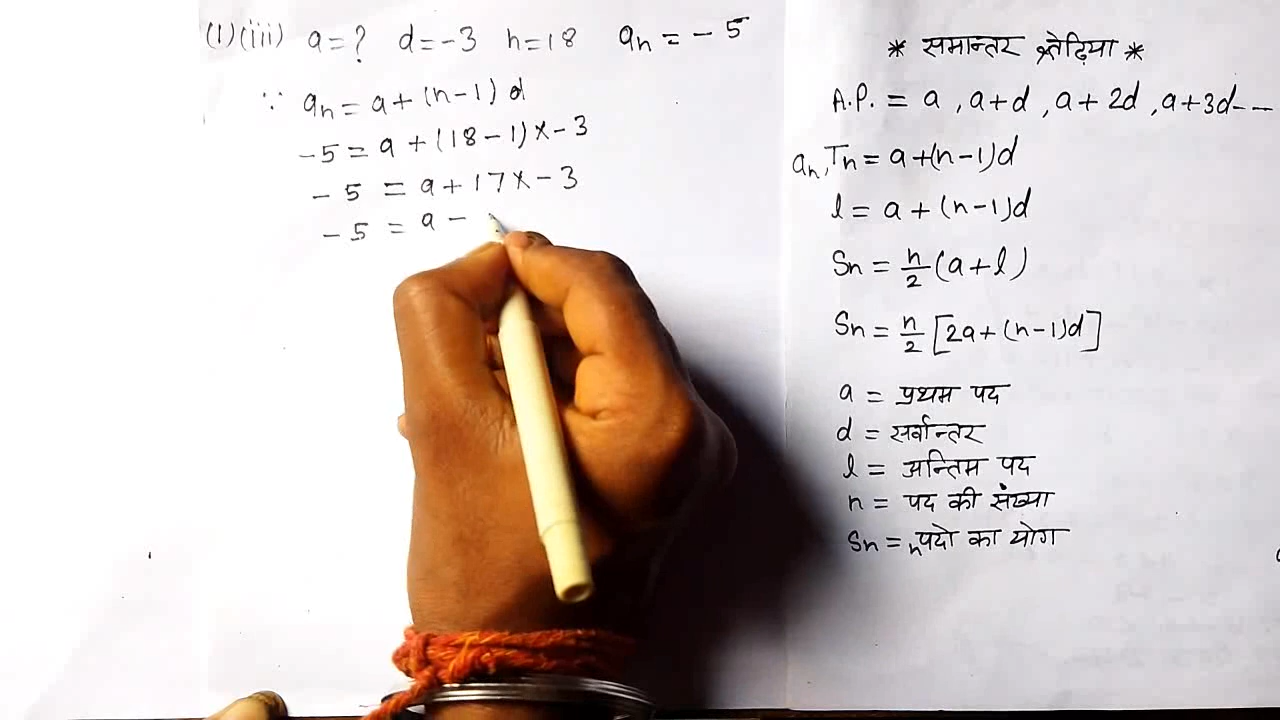 (1)(iii) a=? d=-3 n=18 an = -5
∵ an = a+(n-1)d
-5 = a+(18-1)x-3
-5 = a+17x-3
-5 = a -
* समान्तर श्रेढ़िया *
A.P. = a, a+d, a+2d, a+3d---
an, Tn = a+(n-1)d
l = a+(n-1)d
Sn = n/2 (a+l)
Sn = n/2 [2a+(n-1)d]
a = प्रथम पद
d = सर्वान्तर
l = अन्तिम पद
n = पद की संख्या
Sn = n पदो का योग